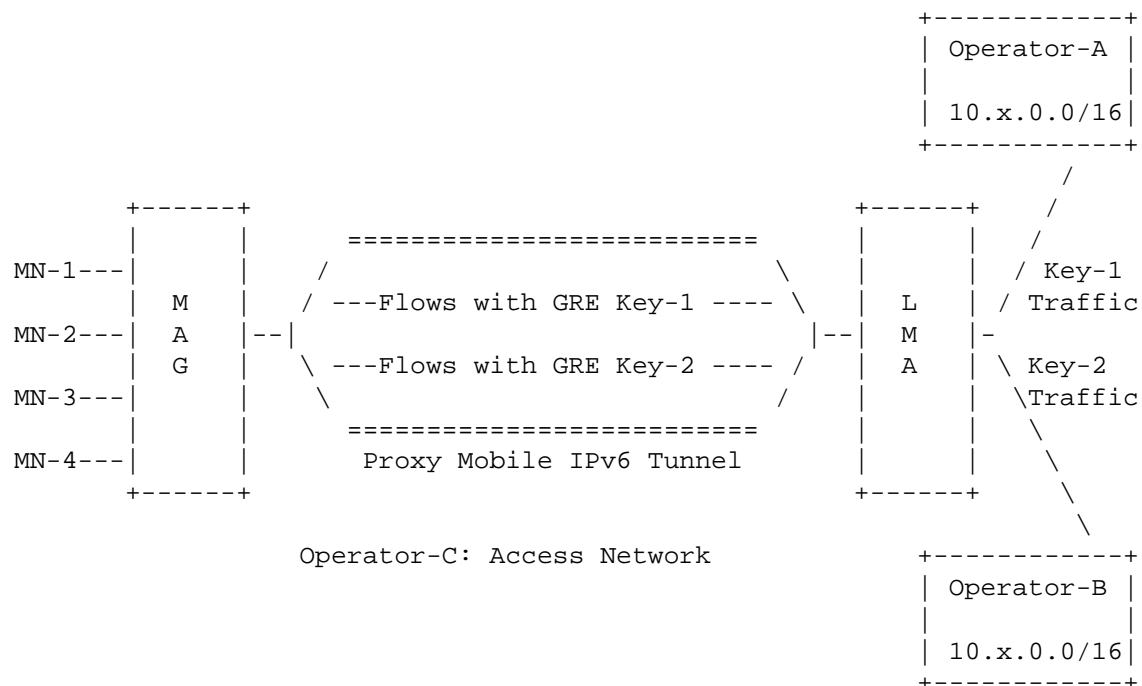 Operator-A
10.x.0.0/16
MN-1
Key-1
M ---Flows with GRE Key-1 ---- L Traffic
MN-2 A M
G ---Flows with GRE Key-2 ---- A Key-2
MN-3 Traffic
MN-4 Proxy Mobile IPv6 Tunnel
Operator-C: Access Network
Operator-B
10.x.0.0/16